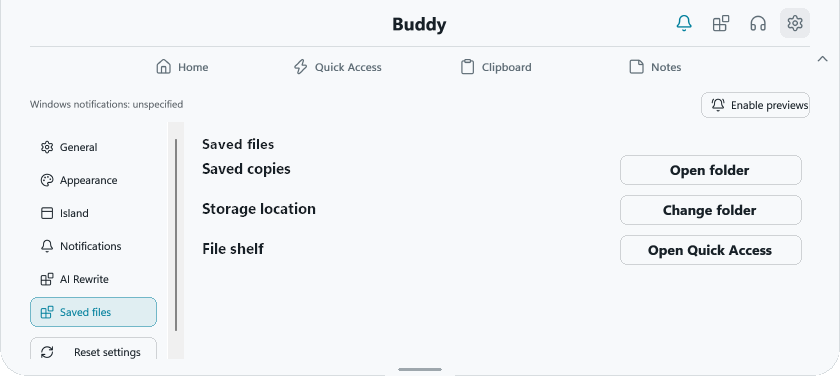 Buddy
Home Quick Access Clipboard Notes
Windows notifications: unspecified Enable previews
General
Appearance
Island
Notifications
AI Rewrite
Saved files
Reset settings
Saved files
Saved copies Open folder
Storage location Change folder
File shelf Open Quick Access